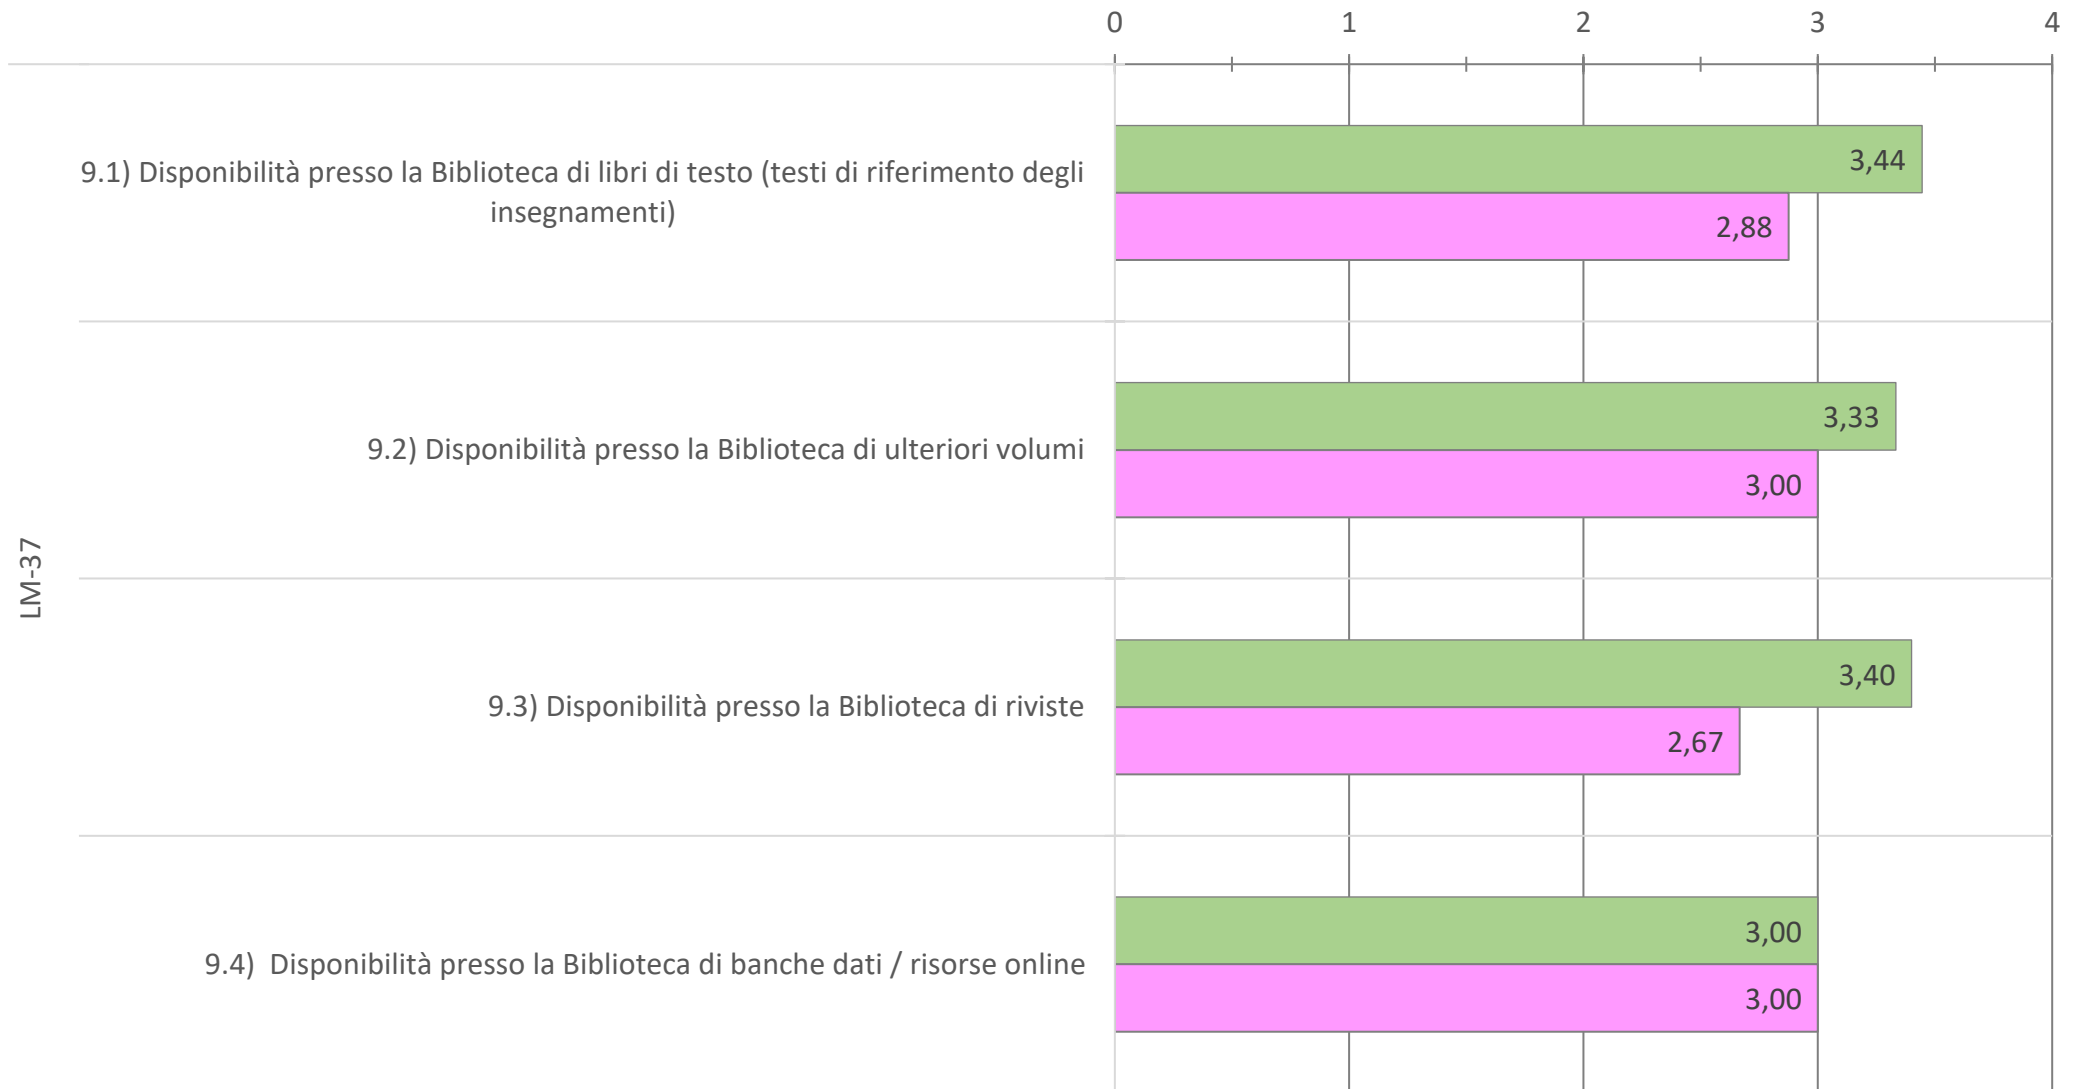 0 1 2 3 4
9.1) Disponibilità presso la Biblioteca di libri di testo (testi di riferimento degli
insegnamenti)
3,44
2,88
9.2) Disponibilità presso la Biblioteca di ulteriori volumi
3,33
3,00
LM-37
9.3) Disponibilità presso la Biblioteca di riviste
3,40
2,67
9.4) Disponibilità presso la Biblioteca di banche dati / risorse online
3,00
3,00